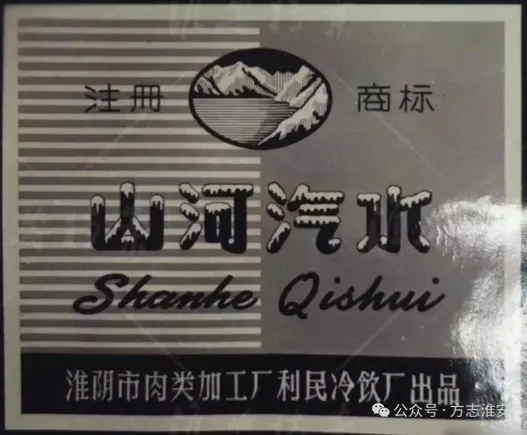 注册 商标
山河汽水
Shanhe Qishui
淮阴市肉类加工厂利民冷饮厂出品
公众号·方志淮安